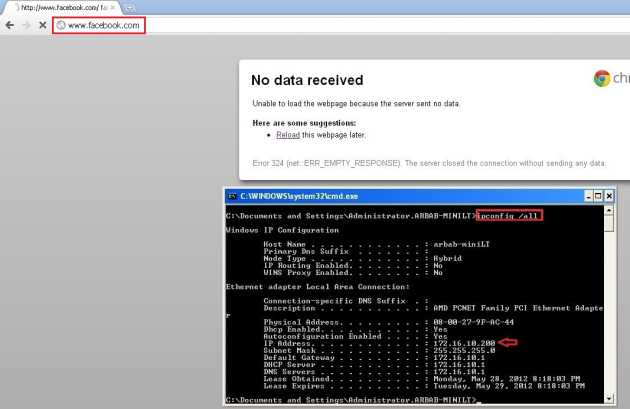 http://www.facebook.com/ fa
www.facebook.com
No data received
Unable to load the webpage because the server sent no data.
Here are some suggestions:
Reload this webpage later.
Error 324 (net::ERR_EMPTY_RESPONSE): The server closed the connection without sending any data.
C:\WINDOWS\system32\cmd.exe
C:\Documents and Settings\Administrator.ARBAB-MINILT>ipconfig /all
Windows IP Configuration
Host Name . . . . . . . . . . . . : arbab-miniLT
Primary Dns Suffix . . . . . . . :
Node Type . . . . . . . . . . . . : Hybrid
IP Routing Enabled. . . . . . . . : No
WINS Proxy Enabled. . . . . . . . : No
Ethernet adapter Local Area Connection:
Connection-specific DNS Suffix . :
Description . . . . . . . . . . . : AMD PCNET Family PCI Ethernet Adapte
r
Physical Address. . . . . . . . . : 08-00-27-9F-AC-44
Dhcp Enabled. . . . . . . . . . . : Yes
Autoconfiguration Enabled . . . . : Yes
IP Address. . . . . . . . . . . . : 172.16.10.200
Subnet Mask . . . . . . . . . . . : 255.255.255.0
Default Gateway . . . . . . . . . : 172.16.10.1
DHCP Server . . . . . . . . . . . : 172.16.10.1
DNS Servers . . . . . . . . . . . : 172.16.10.1
Lease Obtained. . . . . . . . . . : Monday, May 28, 2012 8:18:03 PM
Lease Expires . . . . . . . . . . : Tuesday, May 29, 2012 8:18:03 PM
C:\Documents and Settings\Administrator.ARBAB-MINILT>_